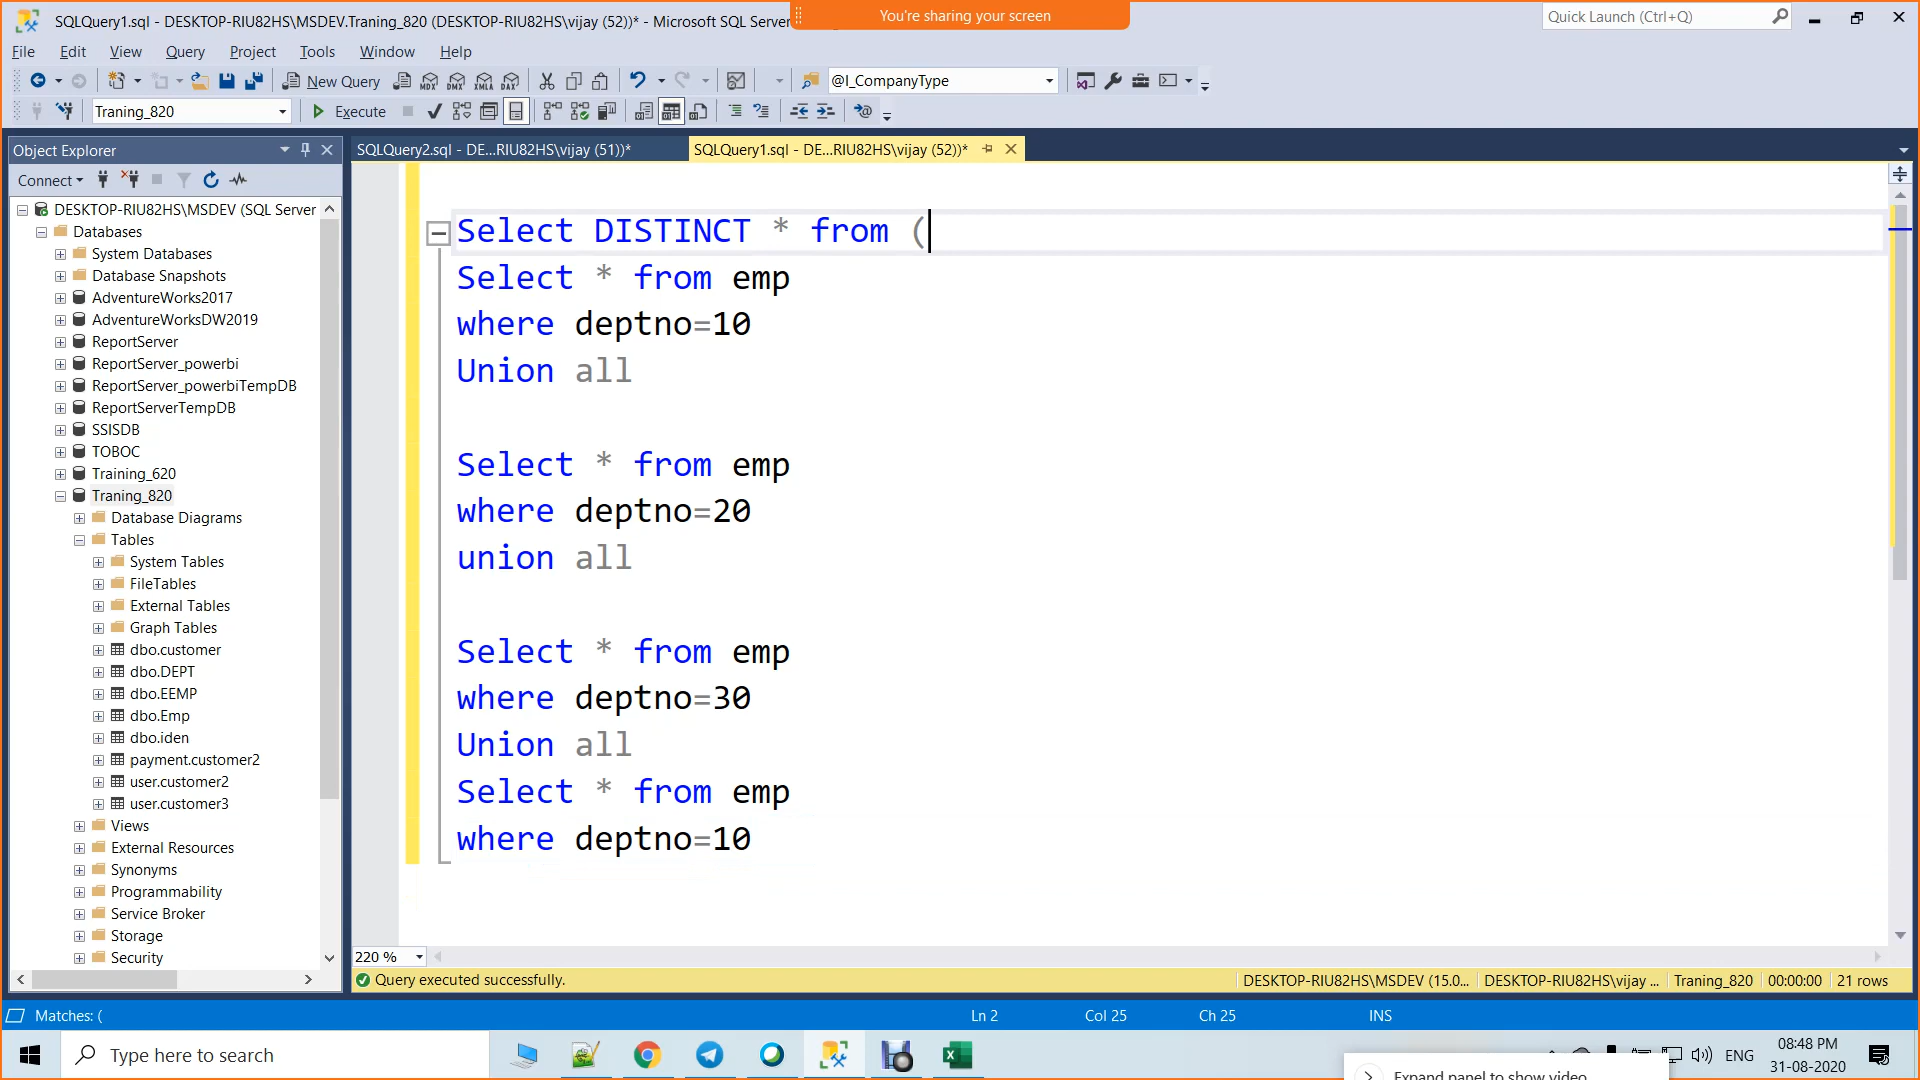 SQLQuery1.sql - DESKTOP-RIU82HS\MSDEV.Traning_820 (DESKTOP-RIU82HS\vijay (52))* - Microsoft SQL Server
You're sharing your screen
Quick Launch (Ctrl+Q)
File Edit View Query Project Tools Window Help
New Query MDX DMX XMLA DAX @I_CompanyType
Traning_820 Execute
Object Explorer
SQLQuery2.sql - DE...RIU82HS\vijay (51))*
SQLQuery1.sql - DE...RIU82HS\vijay (52))*
Connect
DESKTOP-RIU82HS\MSDEV (SQL Server
Databases
System Databases
Database Snapshots
AdventureWorks2017
AdventureWorksDW2019
ReportServer
ReportServer_powerbi
ReportServer_powerbiTempDB
ReportServerTempDB
SSISDB
TOBOC
Training_620
Traning_820
Database Diagrams
Tables
System Tables
FileTables
External Tables
Graph Tables
dbo.customer
dbo.DEPT
dbo.EEMP
dbo.Emp
dbo.iden
payment.customer2
user.customer2
user.customer3
Views
External Resources
Synonyms
Programmability
Service Broker
Storage
Security
Select DISTINCT * from (
Select * from emp
where deptno=10
Union all
Select * from emp
where deptno=20
union all
Select * from emp
where deptno=30
Union all
Select * from emp
where deptno=10
220 %
Query executed successfully.
DESKTOP-RIU82HS\MSDEV (15.0... DESKTOP-RIU82HS\vijay ... Traning_820 00:00:00 21 rows
Matches: (
Ln 2 Col 25 Ch 25 INS
Type here to search
ENG
08:48 PM
31-08-2020
Expand panel to show video